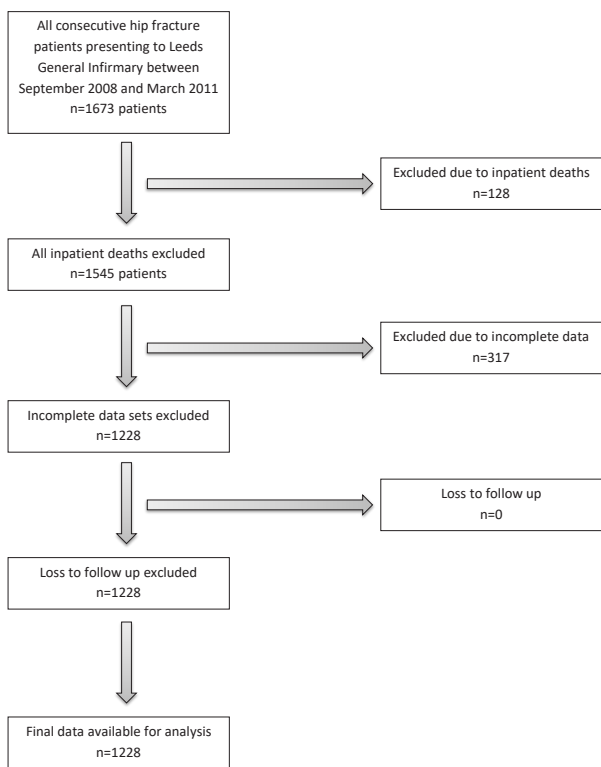 All consecutive hip fracture
patients presenting to Leeds
General Infirmary between
September 2008 and March 2011
n=1673 patients
Excluded due to inpatient deaths
n=128
All inpatient deaths excluded
n=1545 patients
Excluded due to incomplete data
n=317
Incomplete data sets excluded
n=1228
Loss to follow up
n=0
Loss to follow up excluded
n=1228
Final data available for analysis
n=1228